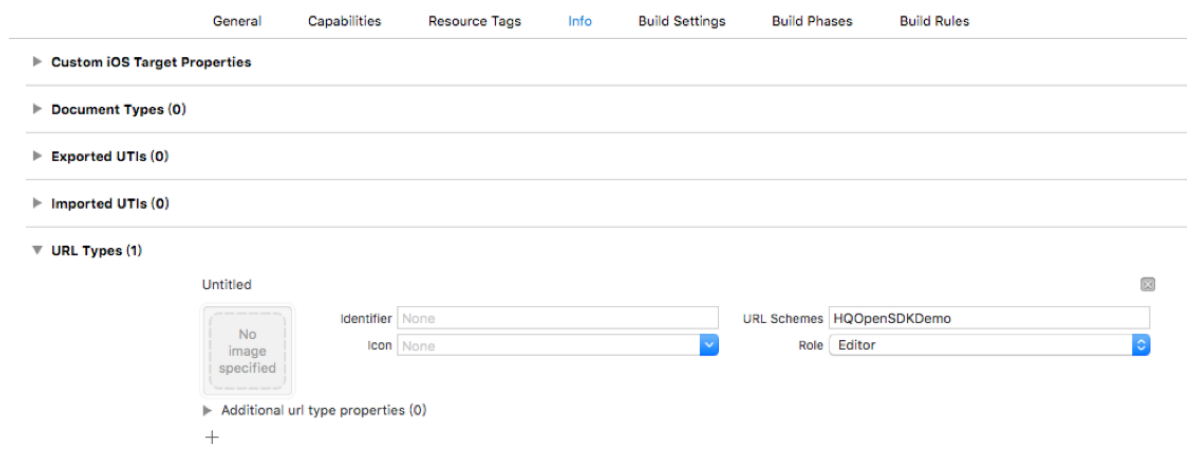 General Capabilities Resource Tags Info Build Settings Build Phases Build Rules
Custom iOS Target Properties
Document Types (0)
Exported UTIs (0)
Imported UTIs (0)
URL Types (1)
Untitled
No image specified
Identifier None
URL Schemes HQOpenSDKDemo
Icon None
Role Editor
Additional url type properties (0)